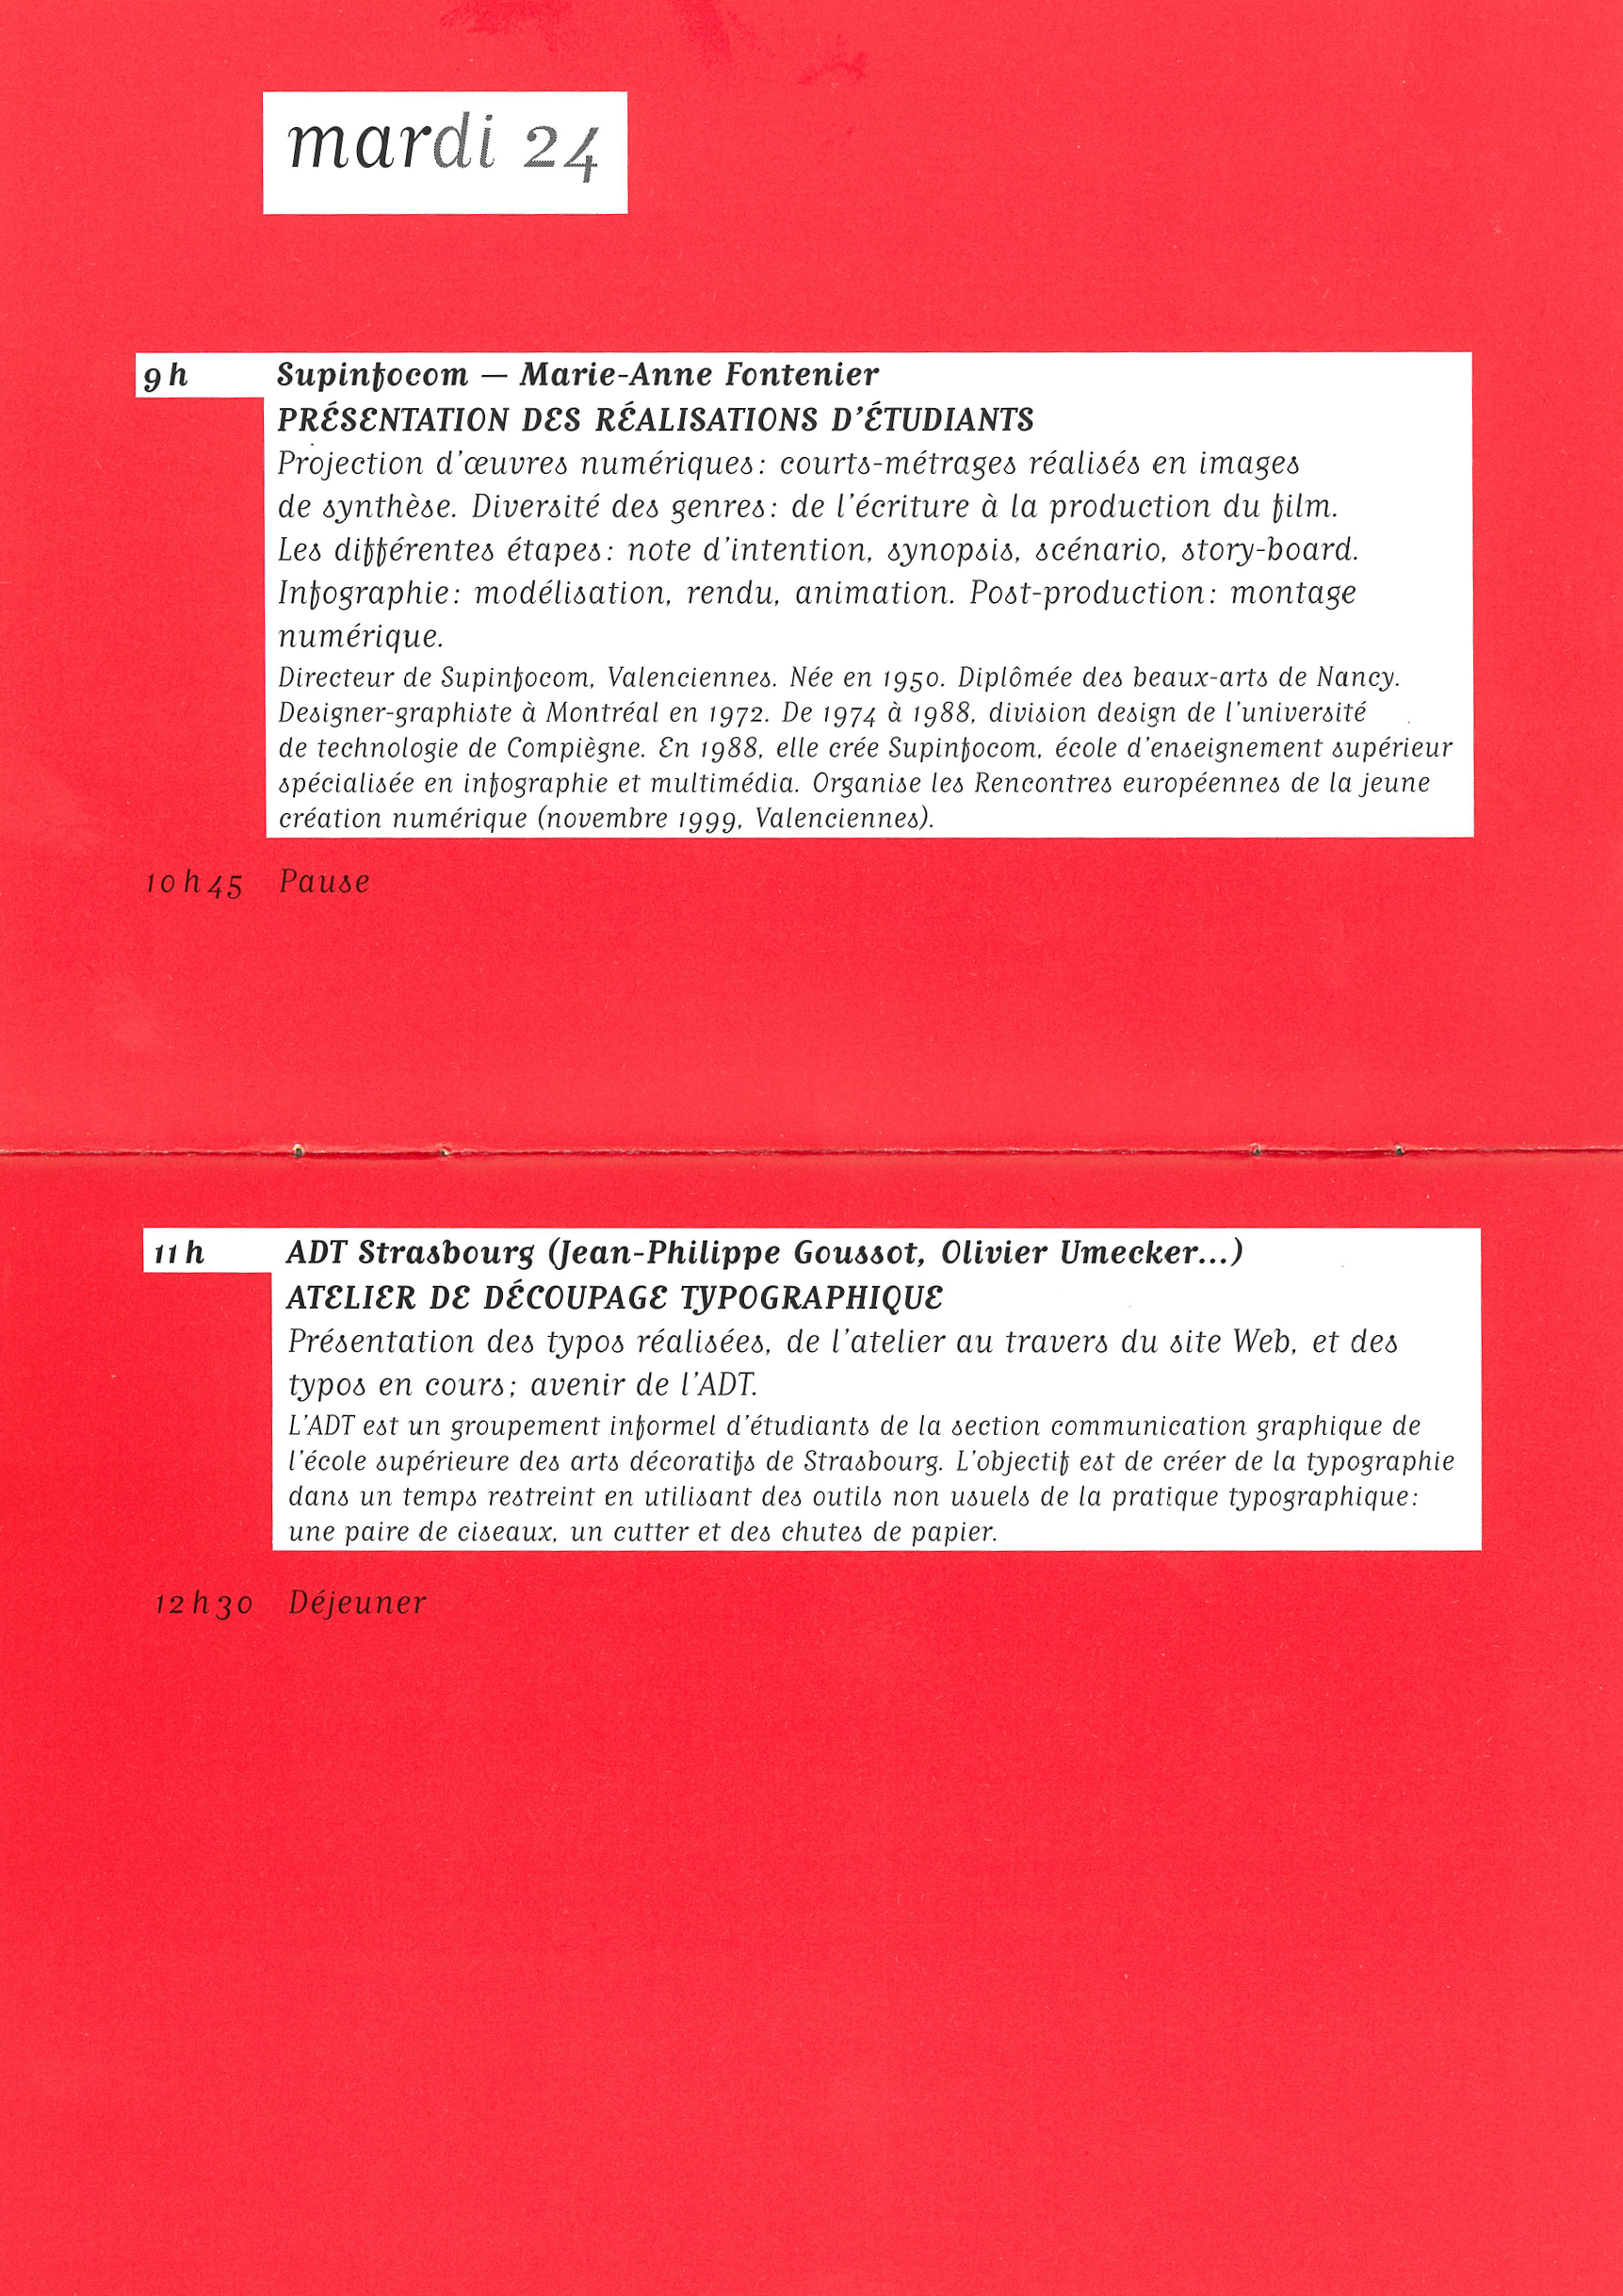 mardi 24
9 h Supinfocom — Marie-Anne Fontenier
PRÉSENTATION DES RÉALISATIONS D’ÉTUDIANTS
Projection d’œuvres numériques : courts-métrages réalisés en images
de synthèse. Diversité des genres : de l’écriture à la production du film.
Les différentes étapes : note d’intention, synopsis, scénario, story-board.
Infographie : modélisation, rendu, animation. Post-production : montage
numérique.
Directeur de Supinfocom, Valenciennes. Née en 1950. Diplômée des beaux-arts de Nancy.
Designer-graphiste à Montréal en 1972. De 1974 à 1988, division design de l’université
de technologie de Compiègne. En 1988, elle crée Supinfocom, école d’enseignement supérieur
spécialisée en infographie et multimédia. Organise les Rencontres européennes de la jeune
création numérique (novembre 1999, Valenciennes).
10 h 45 Pause
11 h ADT Strasbourg (Jean-Philippe Goussot, Olivier Umecker...)
ATELIER DE DÉCOUPAGE TYPOGRAPHIQUE
Présentation des typos réalisées, de l’atelier au travers du site Web, et des
typos en cours ; avenir de l’ADT.
L’ADT est un groupement informel d’étudiants de la section communication graphique de
l’école supérieure des arts décoratifs de Strasbourg. L’objectif est de créer de la typographie
dans un temps restreint en utilisant des outils non usuels de la pratique typographique :
une paire de ciseaux, un cutter et des chutes de papier.
12 h 30 Déjeuner